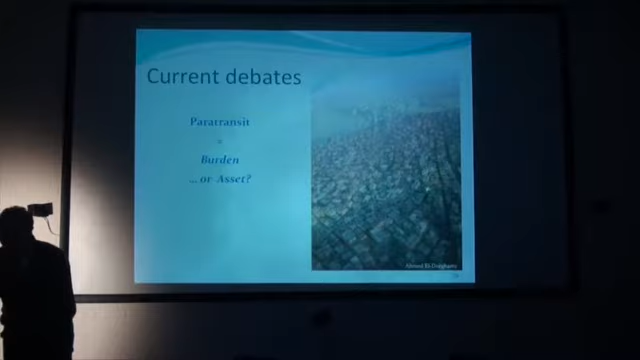 Current debates
Paratransit
Burden
... or Asset?